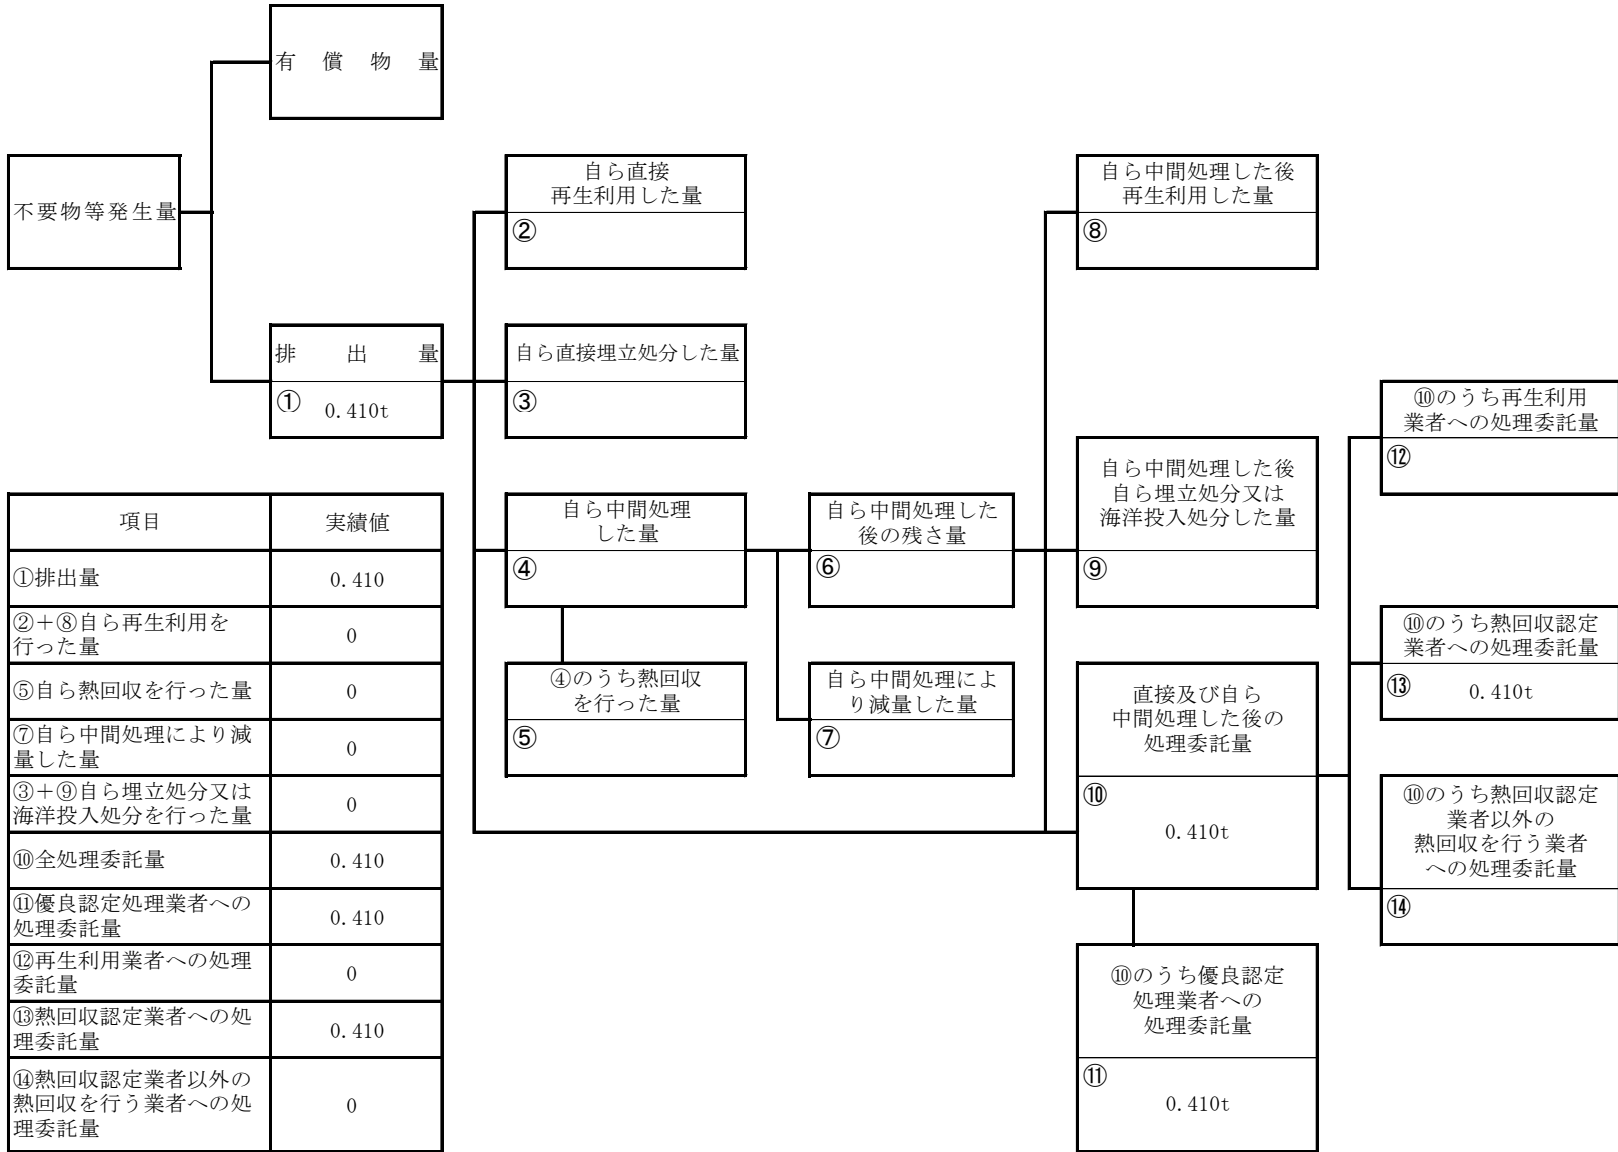 有償物量
不要物等発生量
排出量
① 0.410t
自ら直接
再生利用した量
②
自ら直接埋立処分した量
③
自ら中間処理
した量
④
④のうち熱回収
を行った量
⑤
自ら中間処理した
後の残さ量
⑥
自ら中間処理によ
り減量した量
⑦
自ら中間処理した後
再生利用した量
⑧
自ら中間処理した後
自ら埋立処分又は
海洋投入処分した量
⑨
直接及び自ら
中間処理した後の
処理委託量
⑩
0.410t
⑩のうち優良認定
処理業者への
処理委託量
⑪
0.410t
⑩のうち再生利用
業者への処理委託量
⑫
⑩のうち熱回収認定
業者への処理委託量
⑬ 0.410t
⑩のうち熱回収認定
業者以外の
熱回収を行う業者
への処理委託量
⑭
項目 実績値
①排出量 0.410
②+⑧自ら再生利用を
行った量 0
⑤自ら熱回収を行った量 0
⑦自ら中間処理により減
量した量 0
③+⑨自ら埋立処分又は
海洋投入処分を行った量 0
⑩全処理委託量 0.410
⑪優良認定処理業者への
処理委託量 0.410
⑫再生利用業者への処理
委託量 0
⑬熱回収認定業者への処
理委託量 0.410
⑭熱回収認定業者以外の
熱回収を行う業者への処 0
理委託量